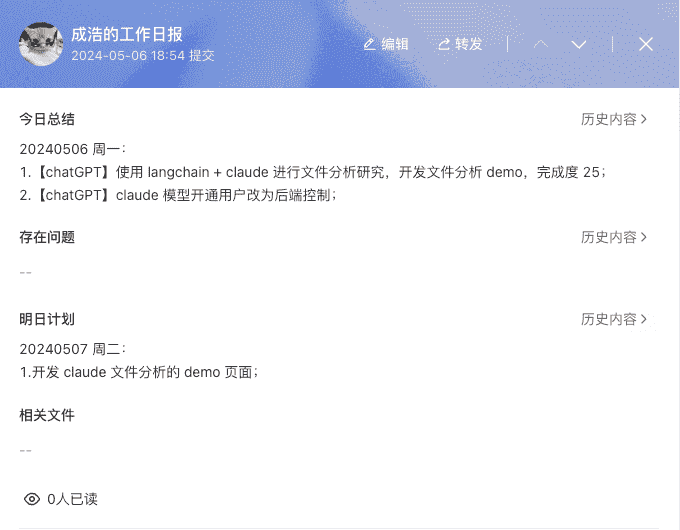 成浩的工作日报
2024-05-06 18:54 提交
编辑
转发
今日总结
历史内容
20240506 周一：
1.【chatGPT】使用 langchain + claude 进行文件分析研究，开发文件分析 demo，完成度 25；
2.【chatGPT】claude 模型开通用户改为后端控制；
存在问题
历史内容
--
明日计划
历史内容
20240507 周二：
1.开发 claude 文件分析的 demo 页面；
相关文件
--
0人已读